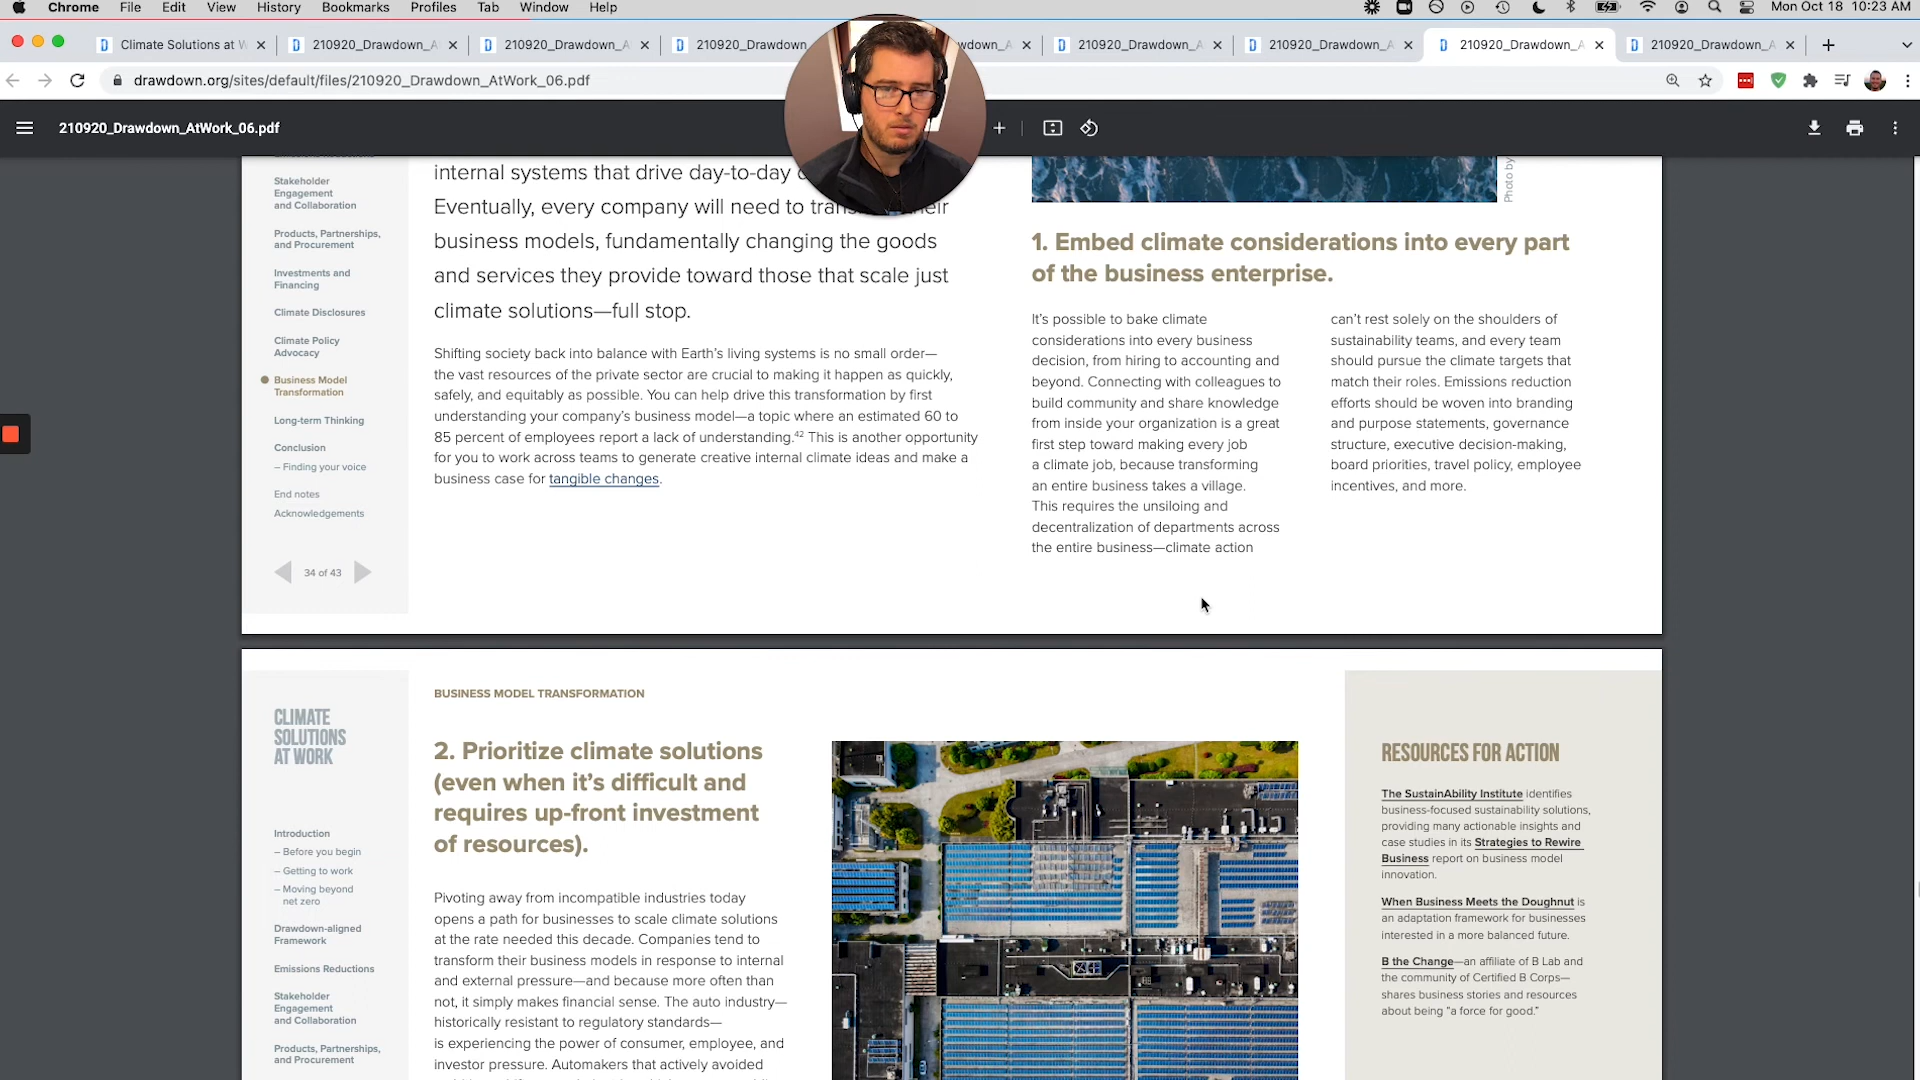 Chrome File Edit View History Bookmarks Profiles Tab Window Help Mon Oct 18 10:23 AM
Climate Solutions at W 210920_Drawdown_A 210920_Drawdown_A 210920_Drawdown 210920_Drawdown_A 210920_Drawdown_A 210920_Drawdown_A 210920_Drawdown_A
drawdown.org/sites/default/files/210920_Drawdown_AtWork_06.pdf
210920_Drawdown_AtWork_06.pdf
Stakeholder
Engagement
and Collaboration
Products, Partnerships,
and Procurement
Investments and
Financing
Climate Disclosures
Climate Policy
Advocacy
Business Model
Transformation
Long-term Thinking
Conclusion
– Finding your voice
End notes
Acknowledgements
34 of 43
internal systems that drive day-to-day
Eventually, every company will need to
business models, fundamentally changing the goods
and services they provide toward those that scale just
climate solutions—full stop.
Shifting society back into balance with Earth's living systems is no small order—
the vast resources of the private sector are crucial to making it happen as quickly,
safely, and equitably as possible. You can help drive this transformation by first
understanding your company's business model—a topic where an estimated 60 to
85 percent of employees report a lack of understanding.42 This is another opportunity
for you to work across teams to generate creative internal climate ideas and make a
business case for tangible changes.
Photo by
1. Embed climate considerations into every part
of the business enterprise.
It's possible to bake climate
considerations into every business
decision, from hiring to accounting and
beyond. Connecting with colleagues to
build community and share knowledge
from inside your organization is a great
first step toward making every job
a climate job, because transforming
an entire business takes a village.
This requires the unsiloing and
decentralization of departments across
the entire business—climate action
can't rest solely on the shoulders of
sustainability teams, and every team
should pursue the climate targets that
match their roles. Emissions reduction
efforts should be woven into branding
and purpose statements, governance
structure, executive decision-making,
board priorities, travel policy, employee
incentives, and more.
CLIMATE
SOLUTIONS
AT WORK
Introduction
– Before you begin
– Getting to work
– Moving beyond
net zero
Drawdown-aligned
Framework
Emissions Reductions
Stakeholder
Engagement
and Collaboration
Products, Partnerships,
and Procurement
BUSINESS MODEL TRANSFORMATION
2. Prioritize climate solutions
(even when it's difficult and
requires up-front investment
of resources).
Pivoting away from incompatible industries today
opens a path for businesses to scale climate solutions
at the rate needed this decade. Companies tend to
transform their business models in response to internal
and external pressure—and because more often than
not, it simply makes financial sense. The auto industry—
historically resistant to regulatory standards—
is experiencing the power of consumer, employee, and
investor pressure. Automakers that actively avoided
RESOURCES FOR ACTION
The SustainAbility Institute identifies
business-focused sustainability solutions,
providing many actionable insights and
case studies in its Strategies to Rewire
Business report on business model
innovation.
When Business Meets the Doughnut is
an adaptation framework for businesses
interested in a more balanced future.
B the Change—an affiliate of B Lab and
the community of Certified B Corps—
shares business stories and resources
about being "a force for good."